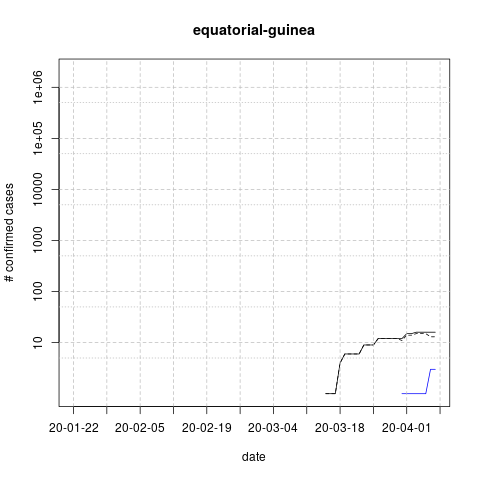 equatorial-guinea
# confirmed cases
1e+06
1e+05
10000
1000
100
10
20-01-22 20-02-05 20-02-19 20-03-04 20-03-18 20-04-01
date